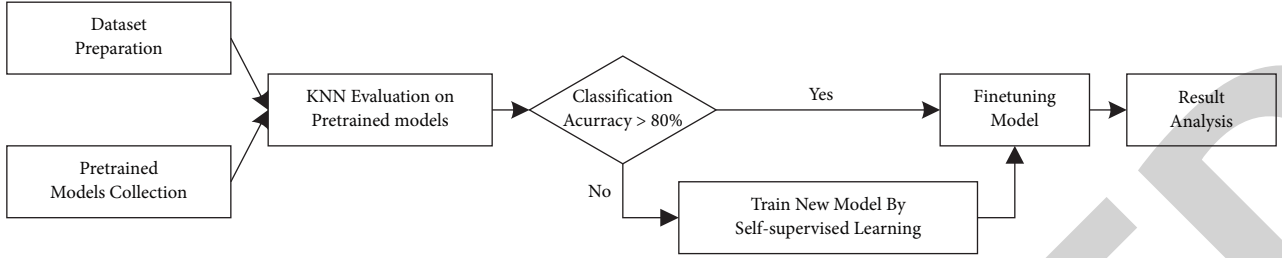 Dataset
Preparation
Pretrained
Models Collection
KNN Evaluation on
Pretrained models
Classification
Acurracy > 80%
Yes
No
Train New Model By
Self-supervised Learning
Finetuning
Model
Result
Analysis